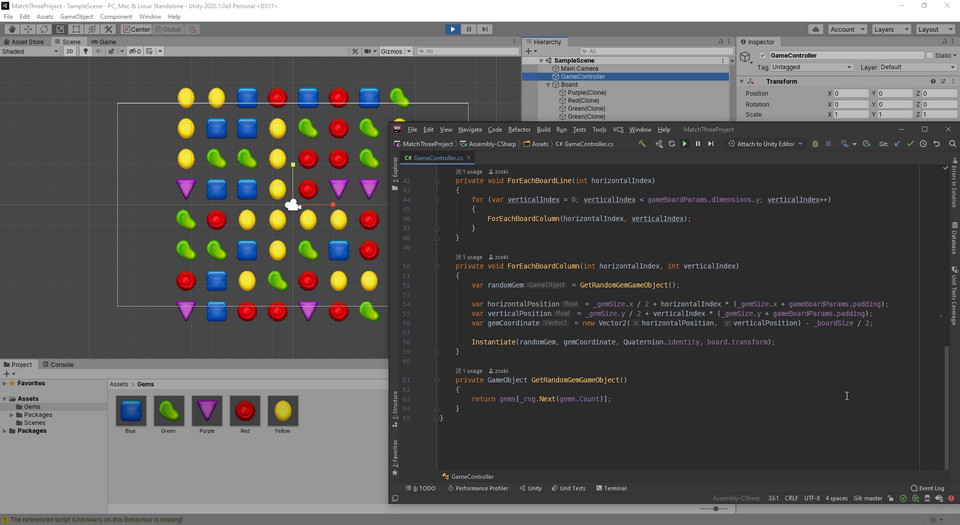 MatchThreeProject - SampleScene - PC, Mac & Linux Standalone - Unity 2020.1.0a9 Personal <DX11>
File Edit Assets GameObject Component Window Help
Center Global Account Layers Layout
Asset Store Scene Game Hierarchy Inspector
Shaded 2D Gizmos All All
SampleScene
Main Camera
GameController
Board
Purple(Clone)
Red(Clone)
Green(Clone)
Green(Clone)
GameController Static
Tag Untagged Layer Default
Transform
Position X 0 Y 0 Z 0
Rotation X 0 Y 0 Z 0
Scale X 1 Y 1 Z 1
File Edit View Navigate Code Refactor Build Run Tests Tools VCS Window Help MatchThreeProject
MatchThreeProject Assembly-CSharp Assets GameController.cs Attach to Unity Editor Git:
GameController.cs
1 usage zsoki
42 private void ForEachBoardLine(int horizontalIndex)
43 {
44 for (var verticalIndex = 0; verticalIndex < gameBoardParams.dimensions.y; verticalIndex++)
45 {
46 ForEachBoardColumn(horizontalIndex, verticalIndex);
47 }
48 }
49
1 usage zsoki
50 private void ForEachBoardColumn(int horizontalIndex, int verticalIndex)
51 {
52 var randomGem :GameObject = GetRandomGemGameObject();
53
54 var horizontalPosition :float = _gemSize.x / 2 + horizontalIndex * (_gemSize.x + gameBoardParams.padding);
55 var verticalPosition :float = _gemSize.y / 2 + verticalIndex * (_gemSize.y + gameBoardParams.padding);
56 var gemCoordinate :Vector2 = new Vector2( x: horizontalPosition, y: verticalPosition) - _boardSize / 2;
57
58 Instantiate(randomGem, gemCoordinate, Quaternion.identity, board.transform);
59 }
60
1 usage zsoki
61 private GameObject GetRandomGemGameObject()
62 {
63 return gems[_rng.Next(gems.Count)];
64 }
65 }
1: Explorer
7: Structure
2: Favorites
Errors In Solution
Database
Unit Tests Coverage
GameController
6: TODO Performance Profiler Unity Unit Tests Terminal Event Log
Assembly-CSharp 33:1 CRLF UTF-8 4 spaces Git: master
Project Console
Favorites
Assets
Gems
Packages
Scenes
Packages
Assets > Gems
Blue Green Purple Red Yellow
The referenced script (Unknown) on this Behaviour is missing!